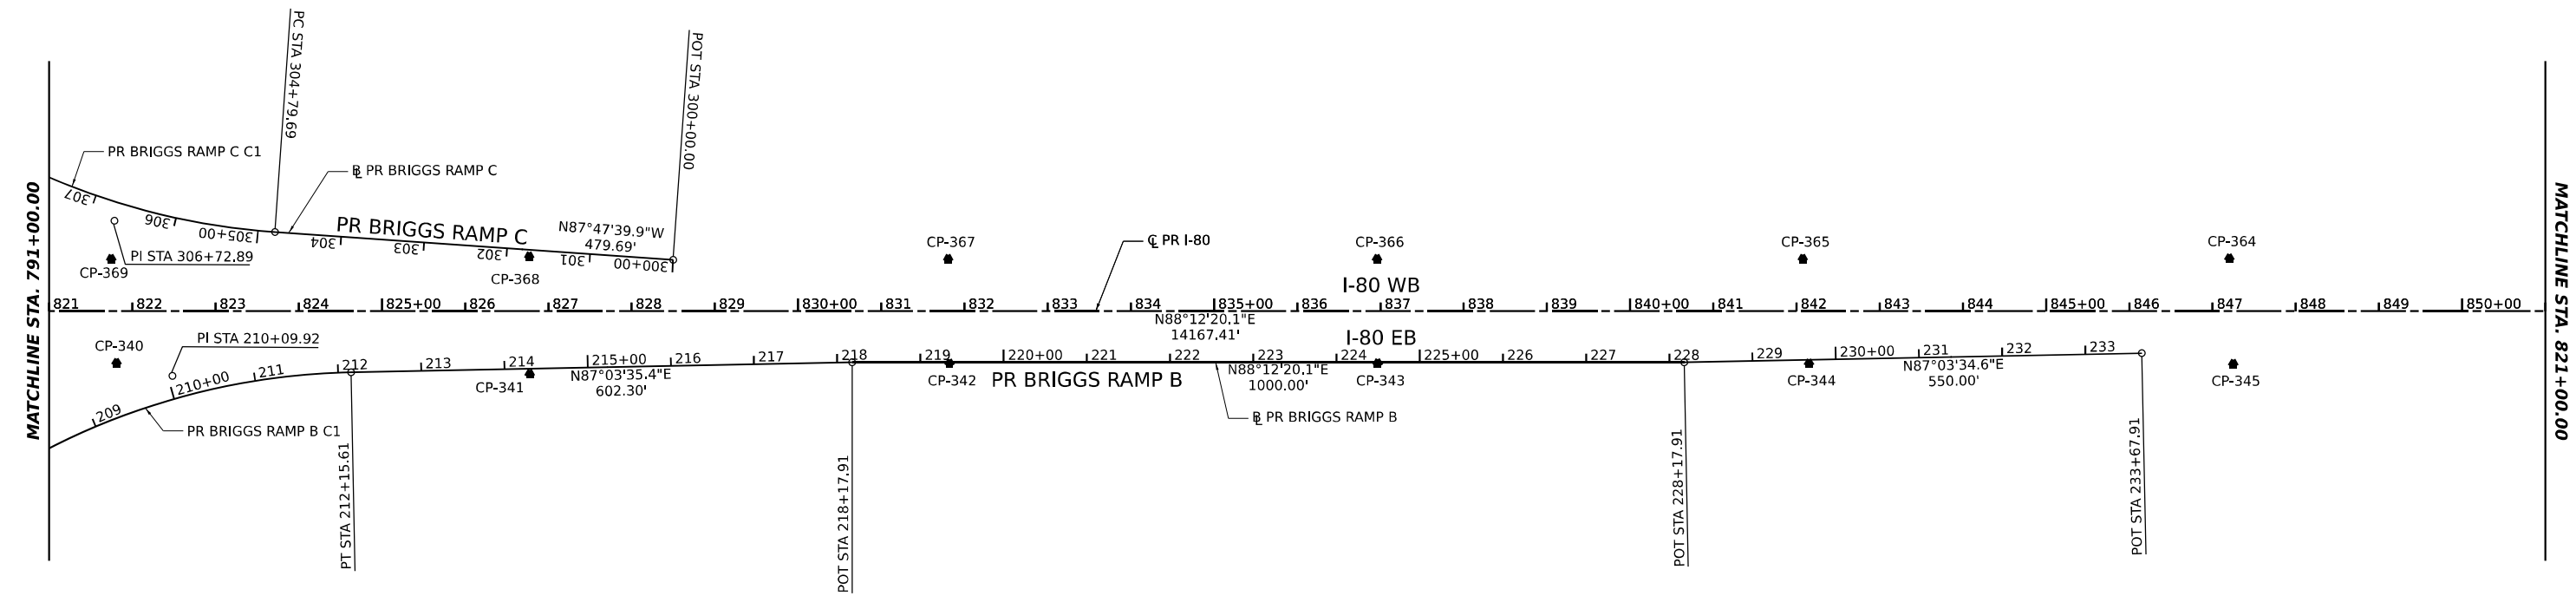 PC STA 304+79.69
POT STA 300+00.00
PR BRIGGS RAMP C C1
℄ PR BRIGGS RAMP C
PR BRIGGS RAMP C
N87°47'39.9"W
479.69'
307
306
305+00
304
303
302
301
300+00
PI STA 306+72.89
CP-369
CP-368
CP-367
CP-366
CP-365
CP-364
℄ PR I-80
I-80 WB
MATCHLINE STA. 791+00.00
821 822 823 824 825+00 826 827 828 829 830+00 831 832 833 834 835+00 836 837 838 839 840+00 841 842 843 844 845+00 846 847 848 849 850+00
MATCHLINE STA. 821+00.00
N88°12'20.1"E
14167.41'
I-80 EB
CP-340
PI STA 210+09.92
209
210+00
211
212 213 214 215+00 216 217 218 219 220+00 221 222 223 224 225+00 226 227 228 229 230+00 231 232 233
CP-341
N87°03'35.4"E
602.30'
CP-342
PR BRIGGS RAMP B
N88°12'20.1"E
1000.00'
CP-343
CP-344
N87°03'34.6"E
550.00'
CP-345
PR BRIGGS RAMP B C1
BL PR BRIGGS RAMP B
PT STA 212+15.61
POT STA 218+17.91
POT STA 228+17.91
POT STA 233+67.91